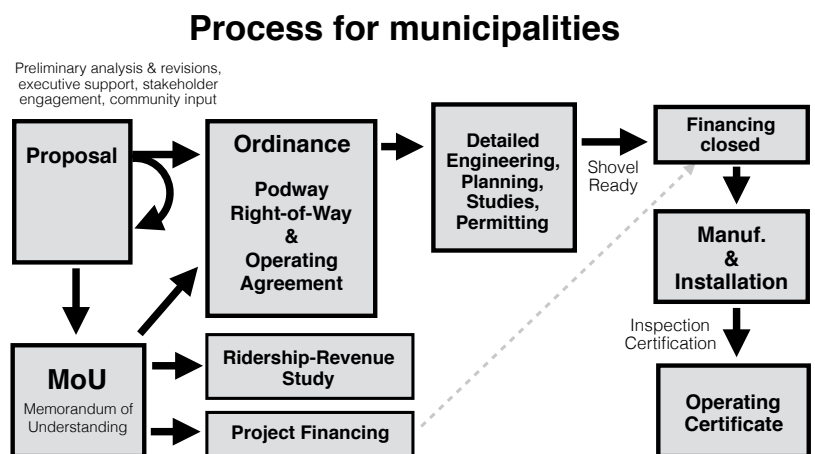 Process for municipalities
Preliminary analysis & revisions,
executive support, stakeholder
engagement, community input
Proposal
Ordinance
Podway
Right-of-Way
&
Operating
Agreement
Detailed
Engineering,
Planning,
Studies,
Permitting
Shovel
Ready
Financing
closed
Manuf.
&
Installation
Inspection
Certification
Operating
Certificate
MoU
Memorandum of
Understanding
Ridership-Revenue
Study
Project Financing